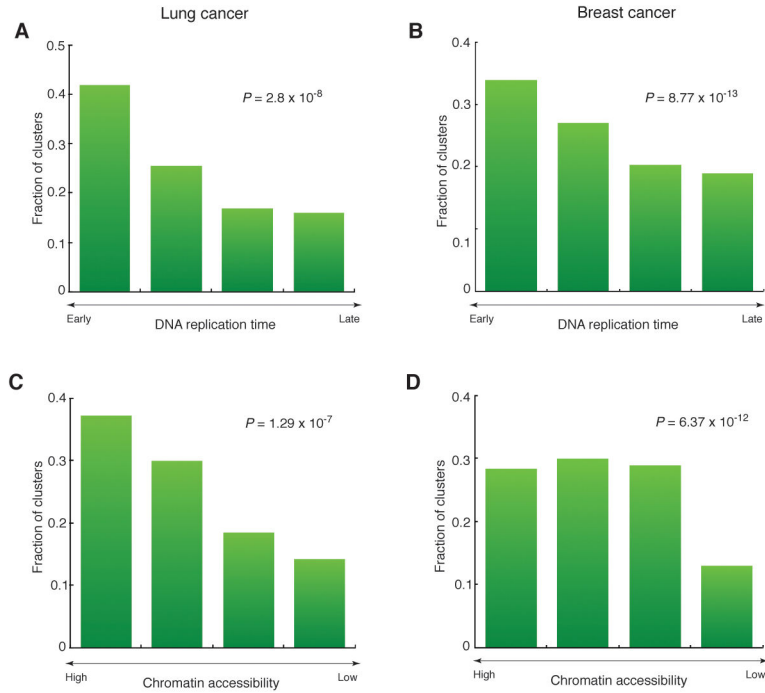 Lung cancer
Breast cancer
A
Fraction of clusters
0.5
0.4
0.3
0.2
0.1
0
P = 2.8 x 10-8
Early
Late
DNA replication time
B
Fraction of clusters
0.4
0.3
0.2
0.1
0
P = 8.77 x 10-13
Early
Late
DNA replication time
C
Fraction of clusters
0.4
0.3
0.2
0.1
0
P = 1.29 x 10-7
High
Low
Chromatin accessibility
D
Fraction of clusters
0.4
0.3
0.2
0.1
0
P = 6.37 x 10-12
High
Low
Chromatin accessibility